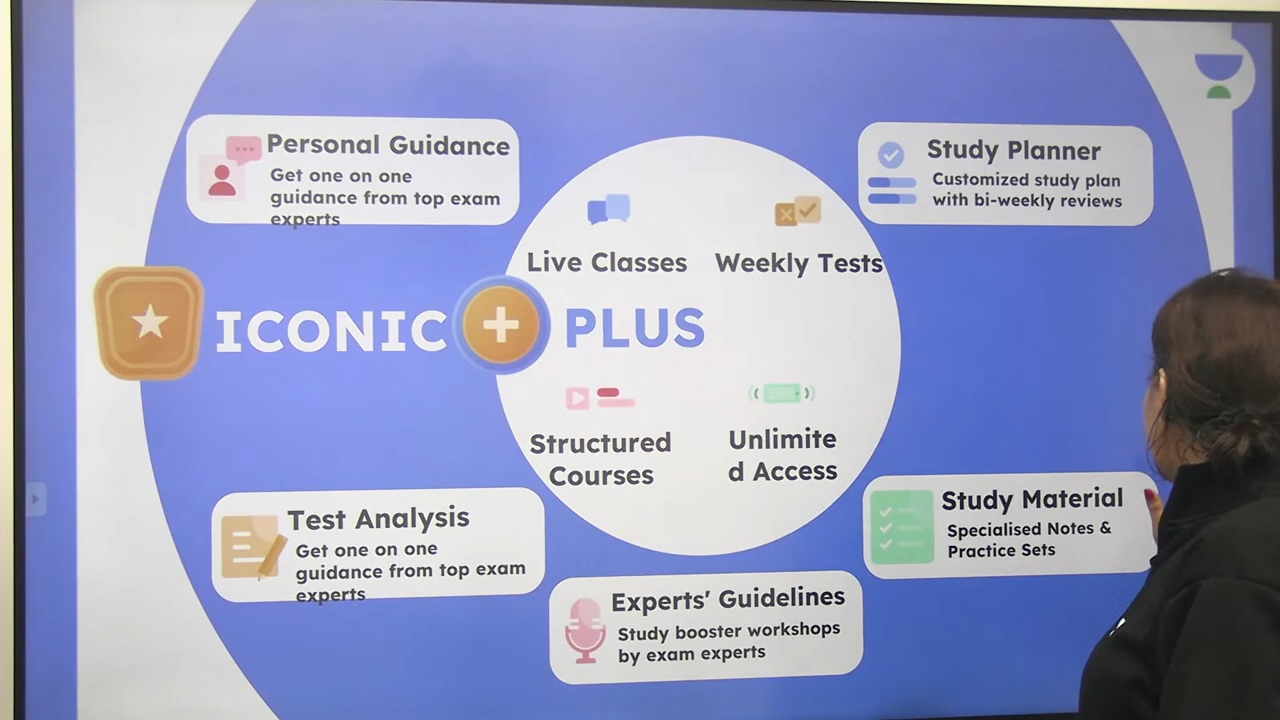 Personal Guidance
Get one on one
guidance from top exam
experts
Study Planner
Customized study plan
with bi-weekly reviews
Live Classes
Weekly Tests
ICONIC + PLUS
Structured
Courses
Unlimite
d Access
Test Analysis
Get one on one
guidance from top exam
experts
Study Material
Specialised Notes &
Practice Sets
Experts' Guidelines
Study booster workshops
by exam experts